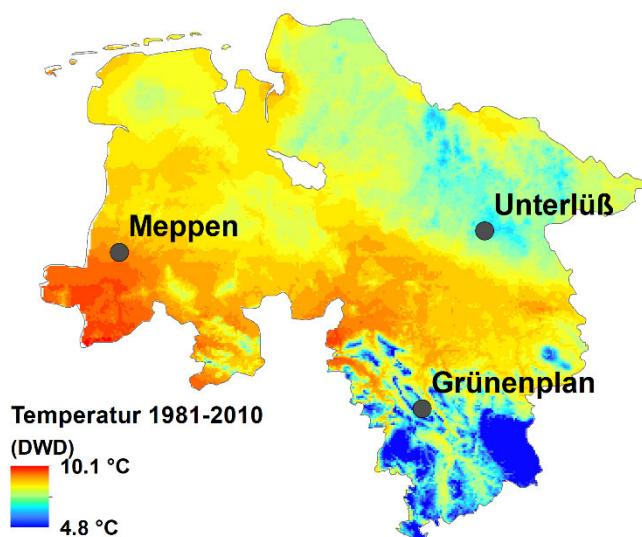 Unterlüß
Meppen
Grünenplan
Temperatur 1981-2010
(DWD)
10.1 °C
4.8 °C